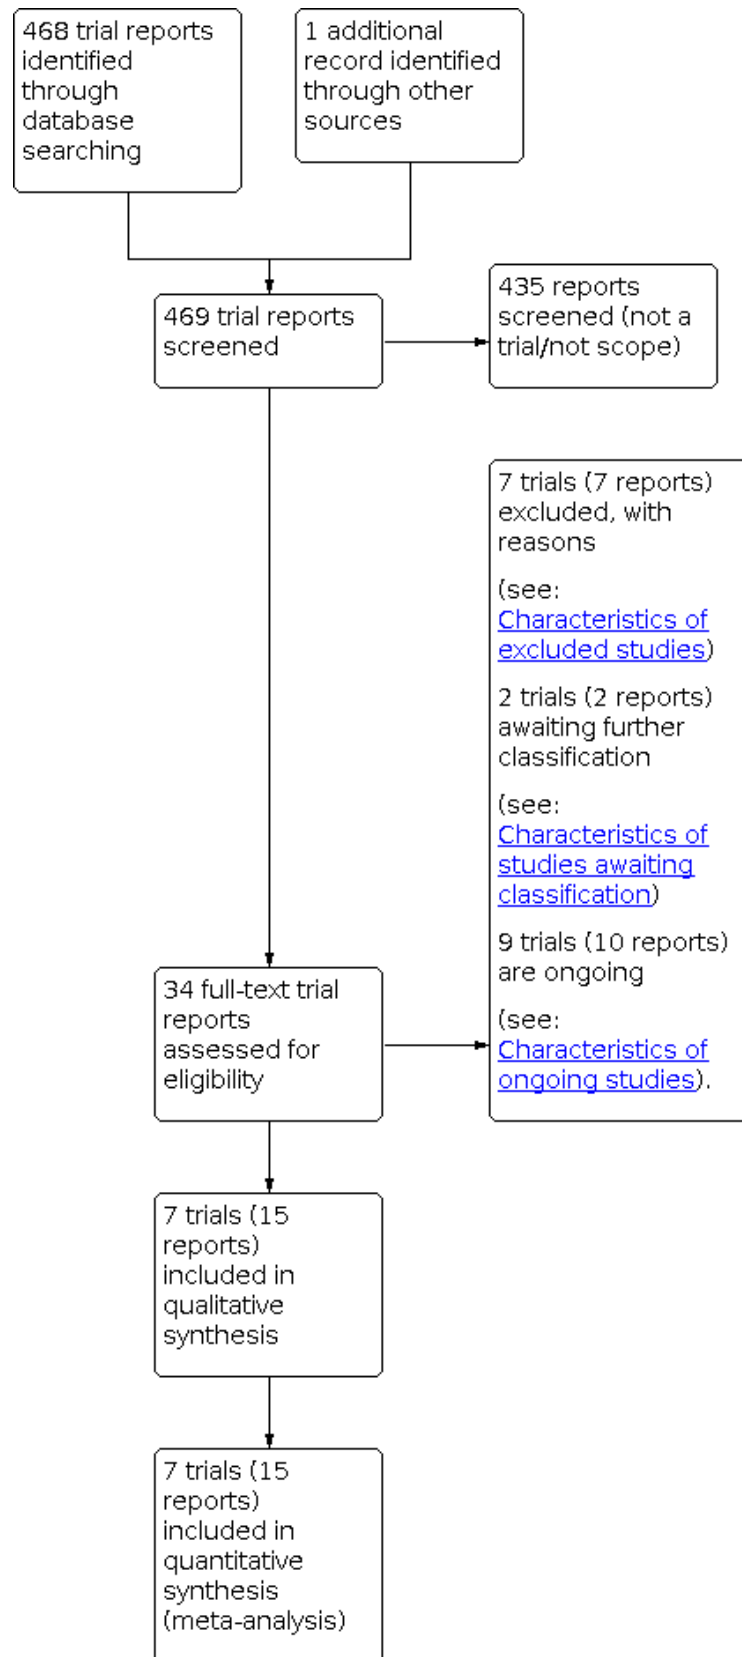 468 trial reports
identified
through
database
searching
1 additional
record identified
through other
sources
469 trial reports
screened
435 reports
screened (not a
trial/not scope)
7 trials (7 reports)
excluded, with
reasons
(see:
Characteristics of
excluded studies)
2 trials (2 reports)
awaiting further
classification
(see:
Characteristics of
studies awaiting
classification)
9 trials (10 reports)
are ongoing
(see:
Characteristics of
ongoing studies).
34 full-text trial
reports
assessed for
eligibility
7 trials (15
reports)
included in
qualitative
synthesis
7 trials (15
reports)
included in
quantitative
synthesis
(meta-analysis)